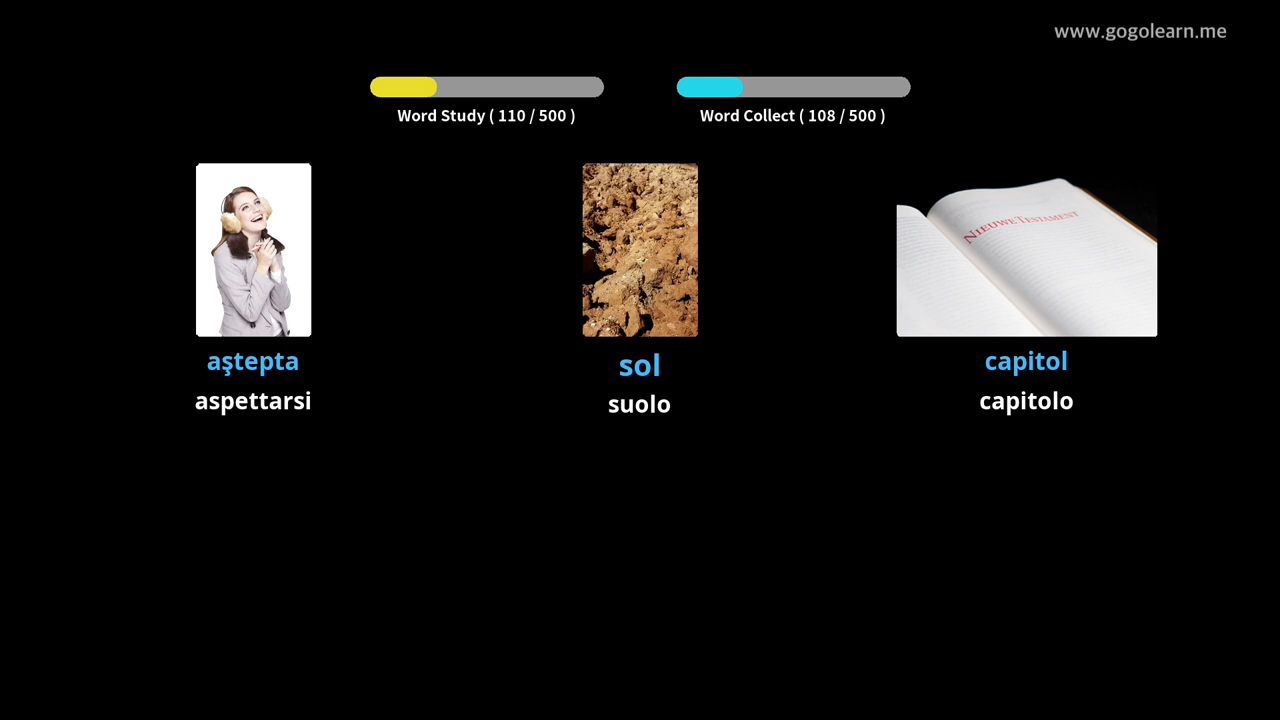 www.gogolearn.me
Word Study ( 110 / 500 )
Word Collect ( 108 / 500 )
NIEUWE TESTAMENT
aştepta
sol
capitol
aspettarsi
suolo
capitolo